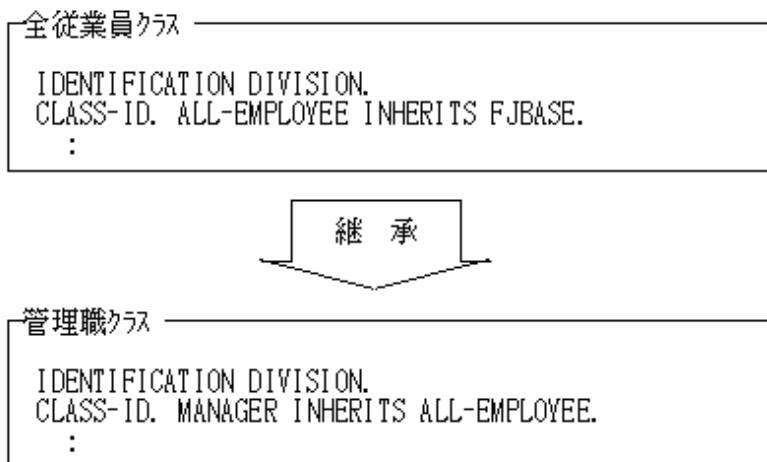 全従業員ｸﾗｽ
IDENTIFICATION DIVISION.
CLASS-ID. ALL-EMPLOYEE INHERITS FJBASE.
:
継 承
管理職ｸﾗｽ
IDENTIFICATION DIVISION.
CLASS-ID. MANAGER INHERITS ALL-EMPLOYEE.
: